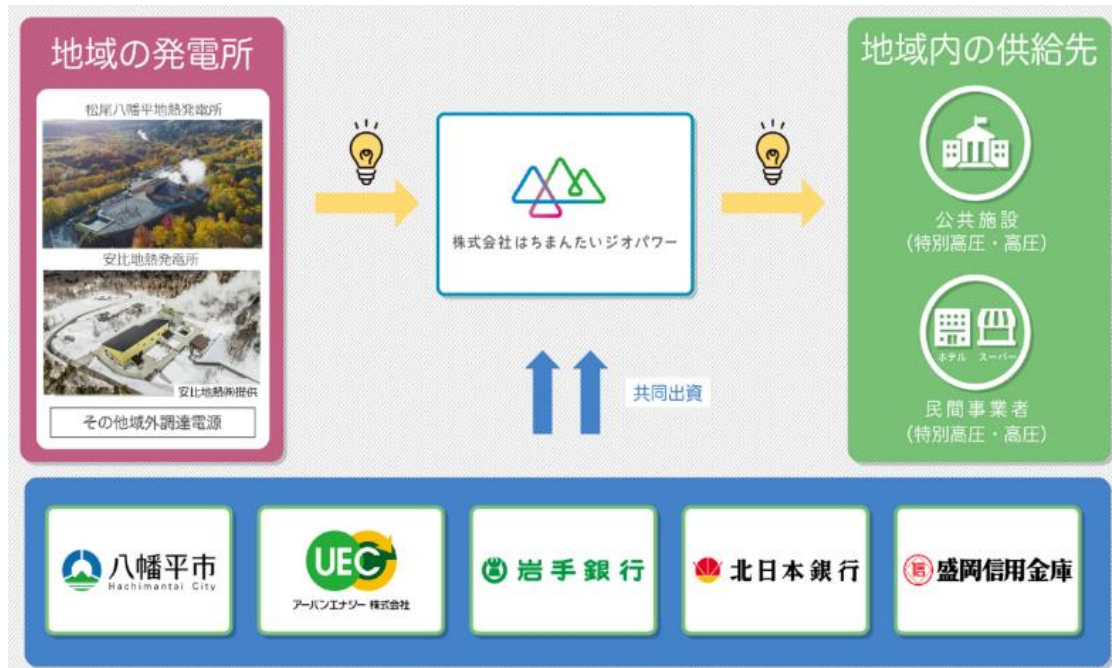 地域の発電所
松尾八幡平地熱発電所
安比地熱発電所
安比地熱㈱提供
その他域外調達電源
株式会社はちまんたいジオパワー
共同出資
地域内の供給先
公共施設
(特別高圧・高圧)
ホテル スーパー
民間事業者
(特別高圧・高圧)
八幡平市
Hachimantai City
UEC
アーバンエナジー 株式会社
岩手銀行
北日本銀行
信 盛岡信用金庫